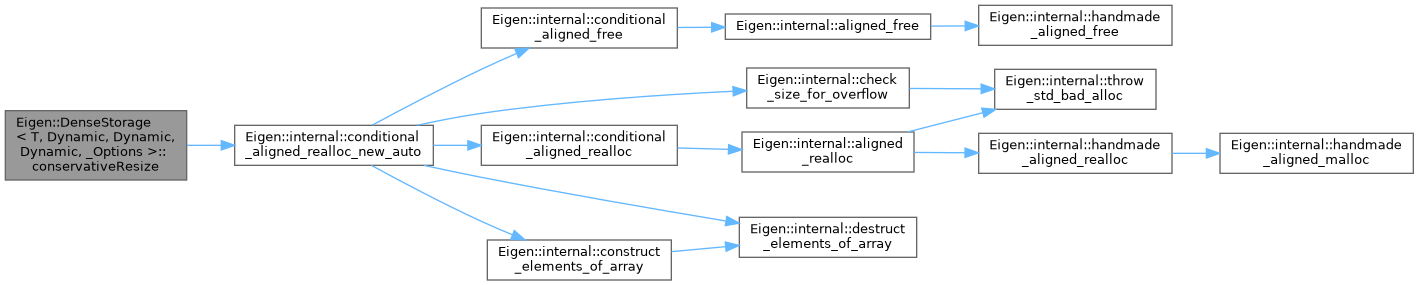 Eigen::DenseStorage
< T, Dynamic, Dynamic,
Dynamic, _Options >::
conservativeResize
Eigen::internal::conditional
_aligned_realloc_new_auto
Eigen::internal::conditional
_aligned_free
Eigen::internal::aligned_free
Eigen::internal::handmade
_aligned_free
Eigen::internal::check
_size_for_overflow
Eigen::internal::throw
_std_bad_alloc
Eigen::internal::conditional
_aligned_realloc
Eigen::internal::aligned
_realloc
Eigen::internal::handmade
_aligned_realloc
Eigen::internal::handmade
_aligned_malloc
Eigen::internal::destruct
_elements_of_array
Eigen::internal::construct
_elements_of_array